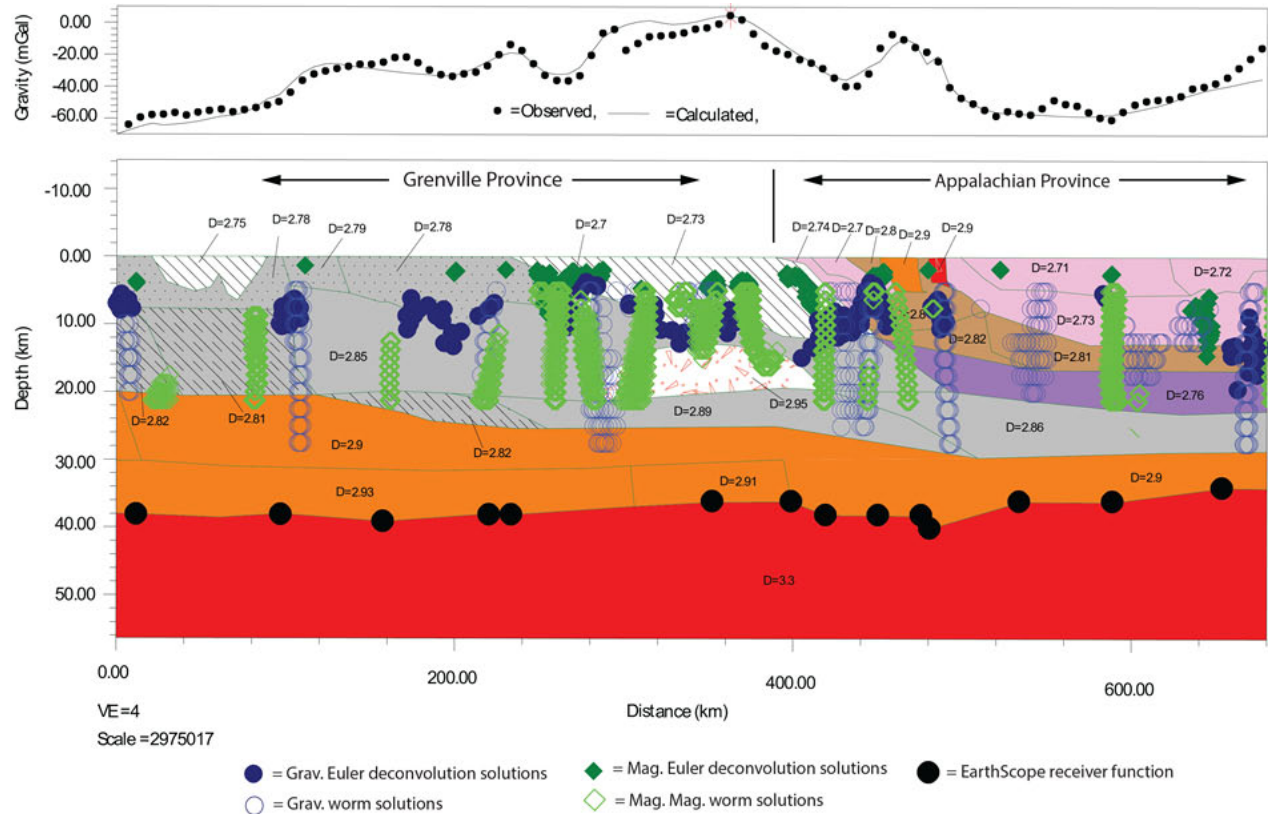 0.00
-20.00
-40.00
-60.00
Gravity (mGal)
=Observed, =Calculated,
-10.00
0.00
10.00
20.00
30.00
40.00
50.00
Depth (km)
Grenville Province
Appalachian Province
D=2.75
D=2.78
D=2.79
D=2.78
D=2.7
D=2.73
D=2.74
D=2.7
D=2.8
D=2.9
D=2.9
D=2.71
D=2.72
D=2.73
D=2.82
D=2.81
D=2.85
D=2.76
D=2.82
D=2.81
D=2.95
D=2.89
D=2.86
D=2.9
D=2.82
D=2.93
D=2.91
D=2.9
D=3.3
0.00
200.00
400.00
600.00
VE=4
Distance (km)
Scale=2975017
= Grav. Euler deconvolution solutions
= Mag. Euler deconvolution solutions
= EarthScope receiver function
= Grav. worm solutions
= Mag. Mag. worm solutions